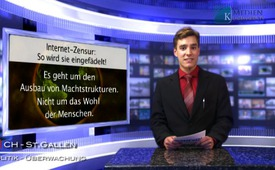 Internet-Zensur:
So wird sie eingefädelt!
Es geht um den
Ausbau von Machtstrukturen.
Nicht um das Wohl
der Menschen.
CH - ST.GALLEN
K